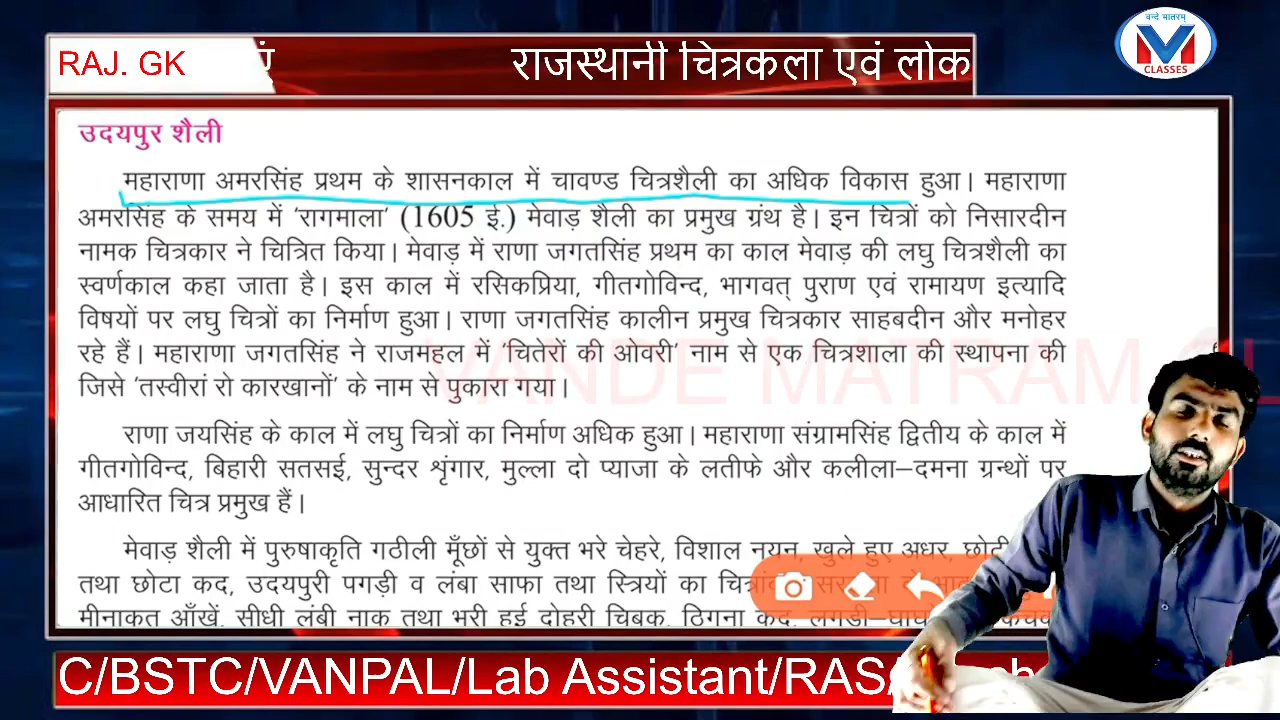 वन्दे मातरम्
CLASSES
RAJ. GK
राजस्थानी चित्रकला एवं लोक
उदयपुर शैली
महाराणा अमरसिंह प्रथम के शासनकाल में चावण्ड चित्रशैली का अधिक विकास हुआ। महाराणा
अमरसिंह के समय में 'रागमाला' (1605 ई.) मेवाड़ शैली का प्रमुख ग्रंथ है। इन चित्रों को निसारदीन
नामक चित्रकार ने चित्रित किया। मेवाड़ में राणा जगतसिंह प्रथम का काल मेवाड़ की लघु चित्रशैली का
स्वर्णकाल कहा जाता है। इस काल में रसिकप्रिया, गीतगोविन्द, भागवत् पुराण एवं रामायण इत्यादि
विषयों पर लघु चित्रों का निर्माण हुआ। राणा जगतसिंह कालीन प्रमुख चित्रकार साहबदीन और मनोहर
रहे हैं। महाराणा जगतसिंह ने राजमहल में 'चितेरों की ओवरी' नाम से एक चित्रशाला की स्थापना की
जिसे 'तस्वीरां रो कारखानों' के नाम से पुकारा गया।
VANDE MATRAM
राणा जयसिंह के काल में लघु चित्रों का निर्माण अधिक हुआ। महाराणा संग्रामसिंह द्वितीय के काल में
गीतगोविन्द, बिहारी सतसई, सुन्दर श्रृंगार, मुल्ला दो प्याजा के लतीफे और कलीला–दमना ग्रन्थों पर
आधारित चित्र प्रमुख हैं।
मेवाड़ शैली में पुरुषाकृति गठीली मूँछों से युक्त भरे चेहरे, विशाल नयन, खुले हुए अधर,
तथा छोटा कद, उदयपुरी पगड़ी व लंबा साफा तथा स्त्रियों का
मीनाकृत आँखें, सीधी लंबी नाक तथा भरी हुई दोहरी चिबुक, ठिगना कद,
C/BSTC/VANPAL/Lab Assistant/RAS/